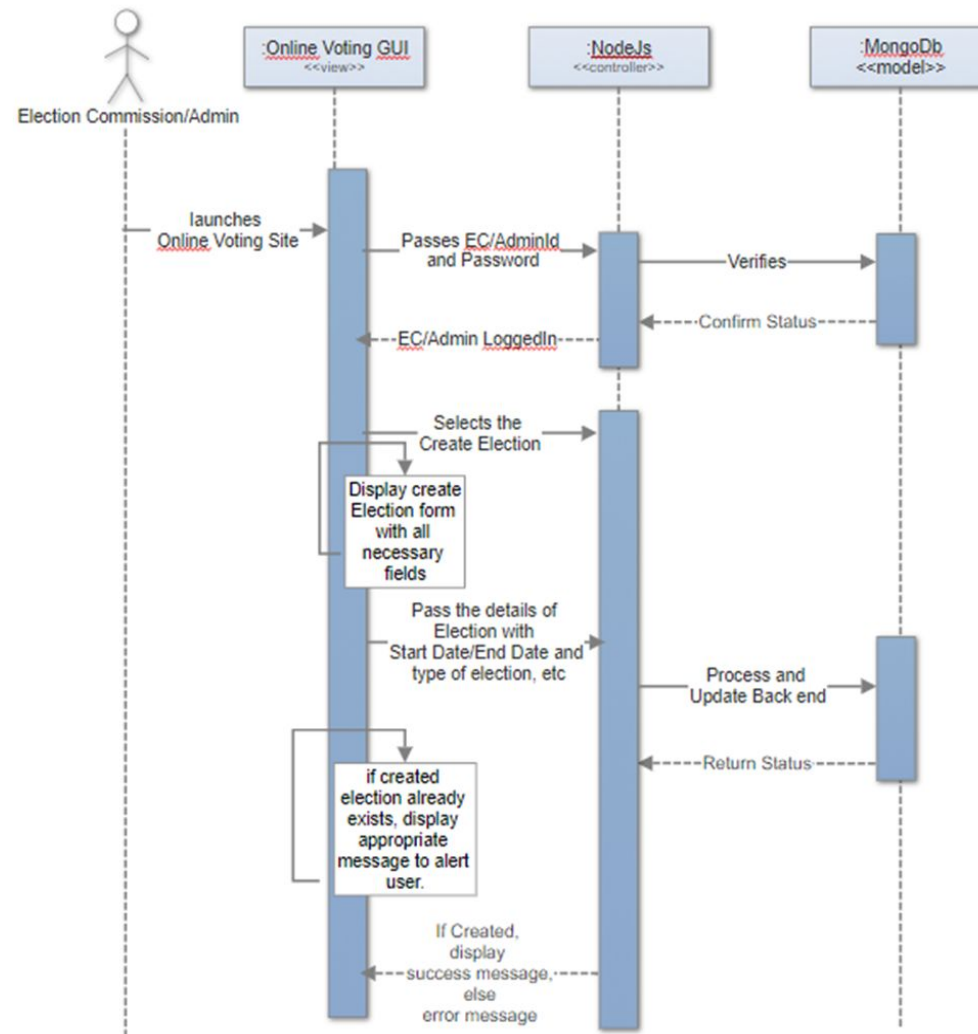 :Online Voting GUI
<<view>>
:NodeJs
<<controller>>
:MongoDb
<<model>>
Election Commission/Admin
launches
Online Voting Site
Passes EC/AdminId
and Password
Verifies
Confirm Status
EC/Admin LoggedIn
Selects the
Create Election
Display create
Election form
with all
necessary
fields
Pass the details of
Election with
Start Date/End Date and
type of election, etc
Process and
Update Back end
Return Status
if created
election already
exists, display
appropriate
message to alert
user.
If Created,
display
success message,
else
error message